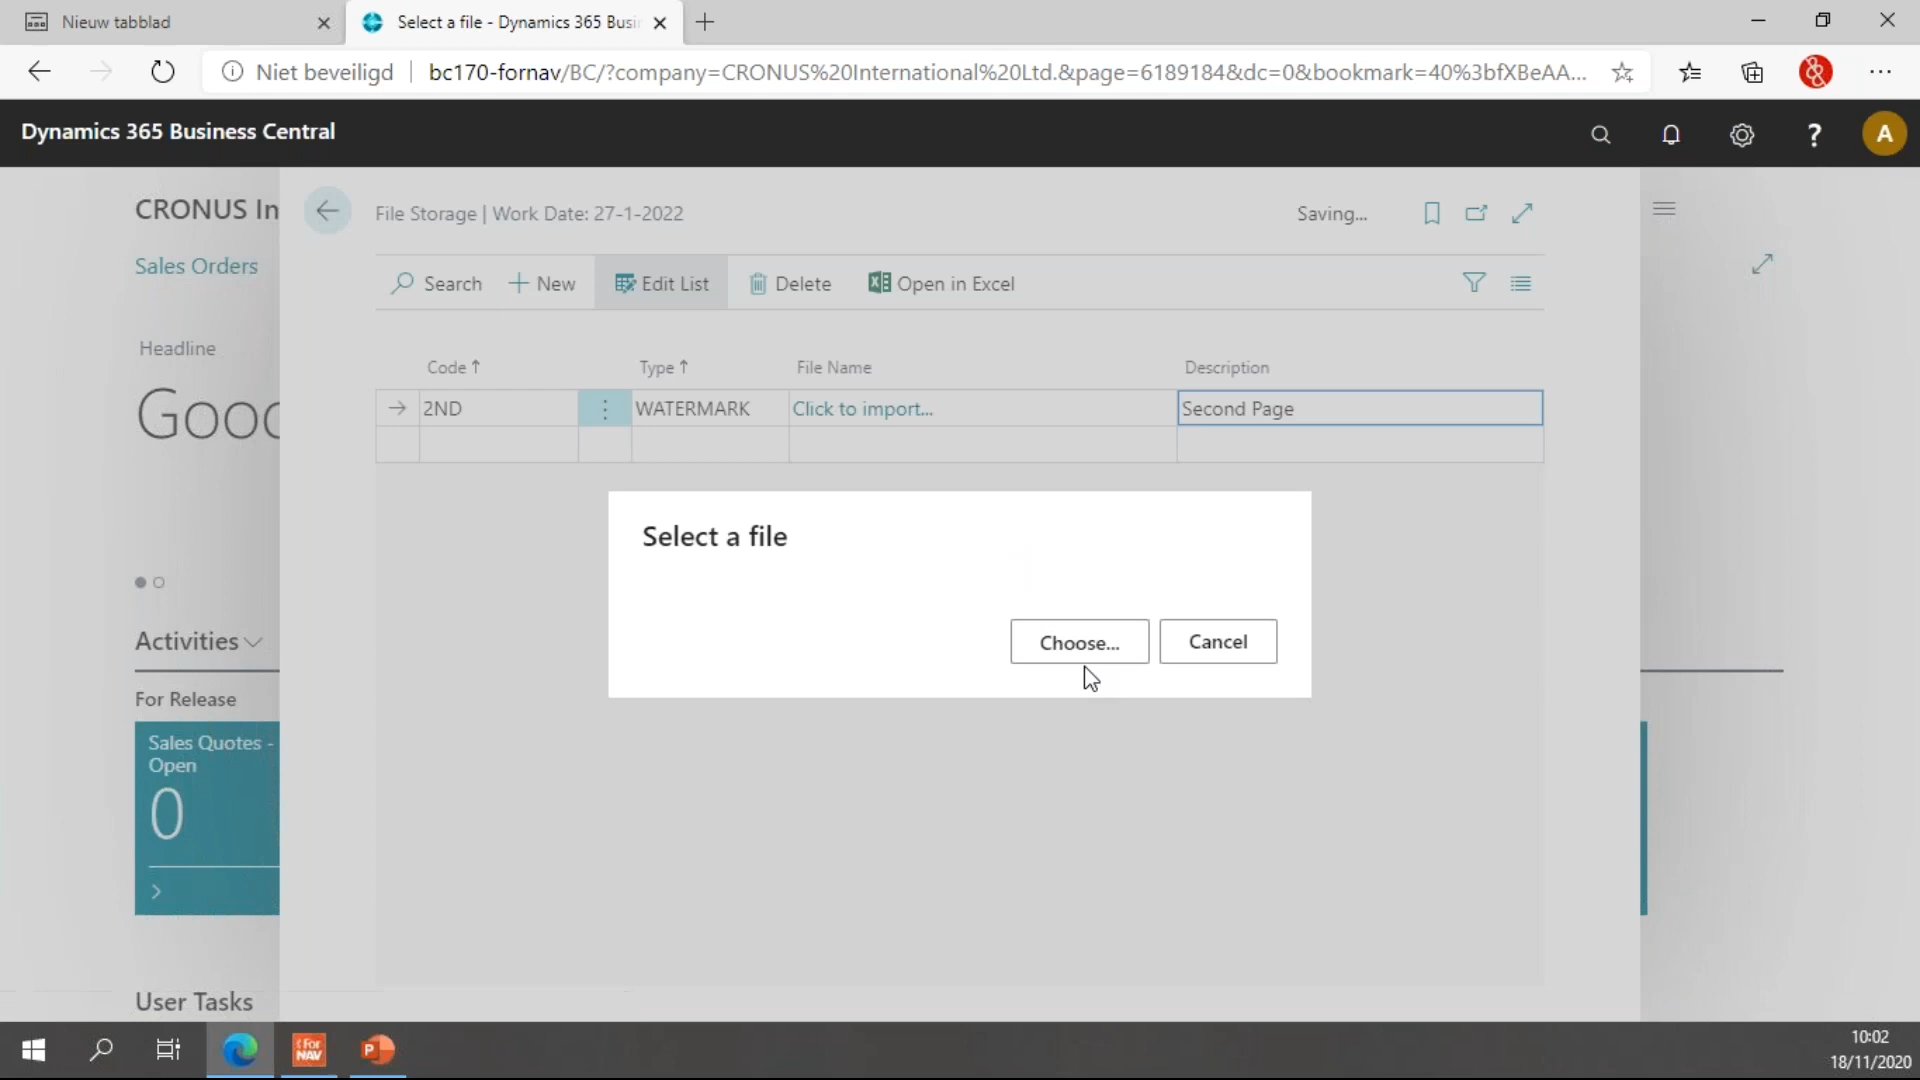 Nieuw tabblad
Select a file - Dynamics 365 Busi
Niet beveiligd
bc170-fornav/BC/?company=CRONUS%20International%20Ltd.&page=6189184&dc=0&bookmark=40%3bfXBeAA...
Dynamics 365 Business Central
?
A
CRONUS In
File Storage | Work Date: 27-1-2022
Saving...
Sales Orders
Search
New
Edit List
Delete
Open in Excel
Headline
Code ↑
Type ↑
File Name
Description
Good
2ND
WATERMARK
Click to import...
Second Page
Select a file
Choose...
Cancel
Activities
For Release
Sales Quotes -
Open
0
User Tasks
For
NAV
P
10:02
18/11/2020